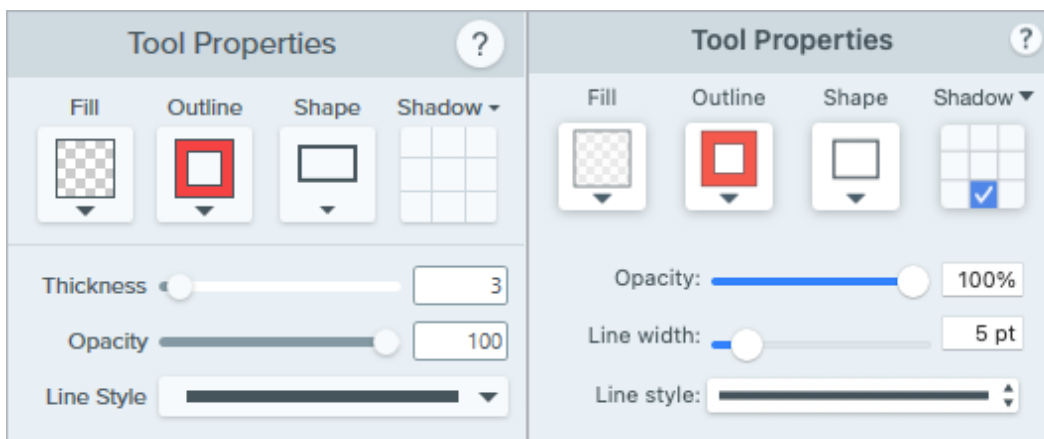 Tool Properties ?
Fill Outline Shape Shadow
Thickness 3
Opacity 100
Line Style
Tool Properties ?
Fill Outline Shape Shadow
Opacity: 100%
Line width: 5 pt
Line style: